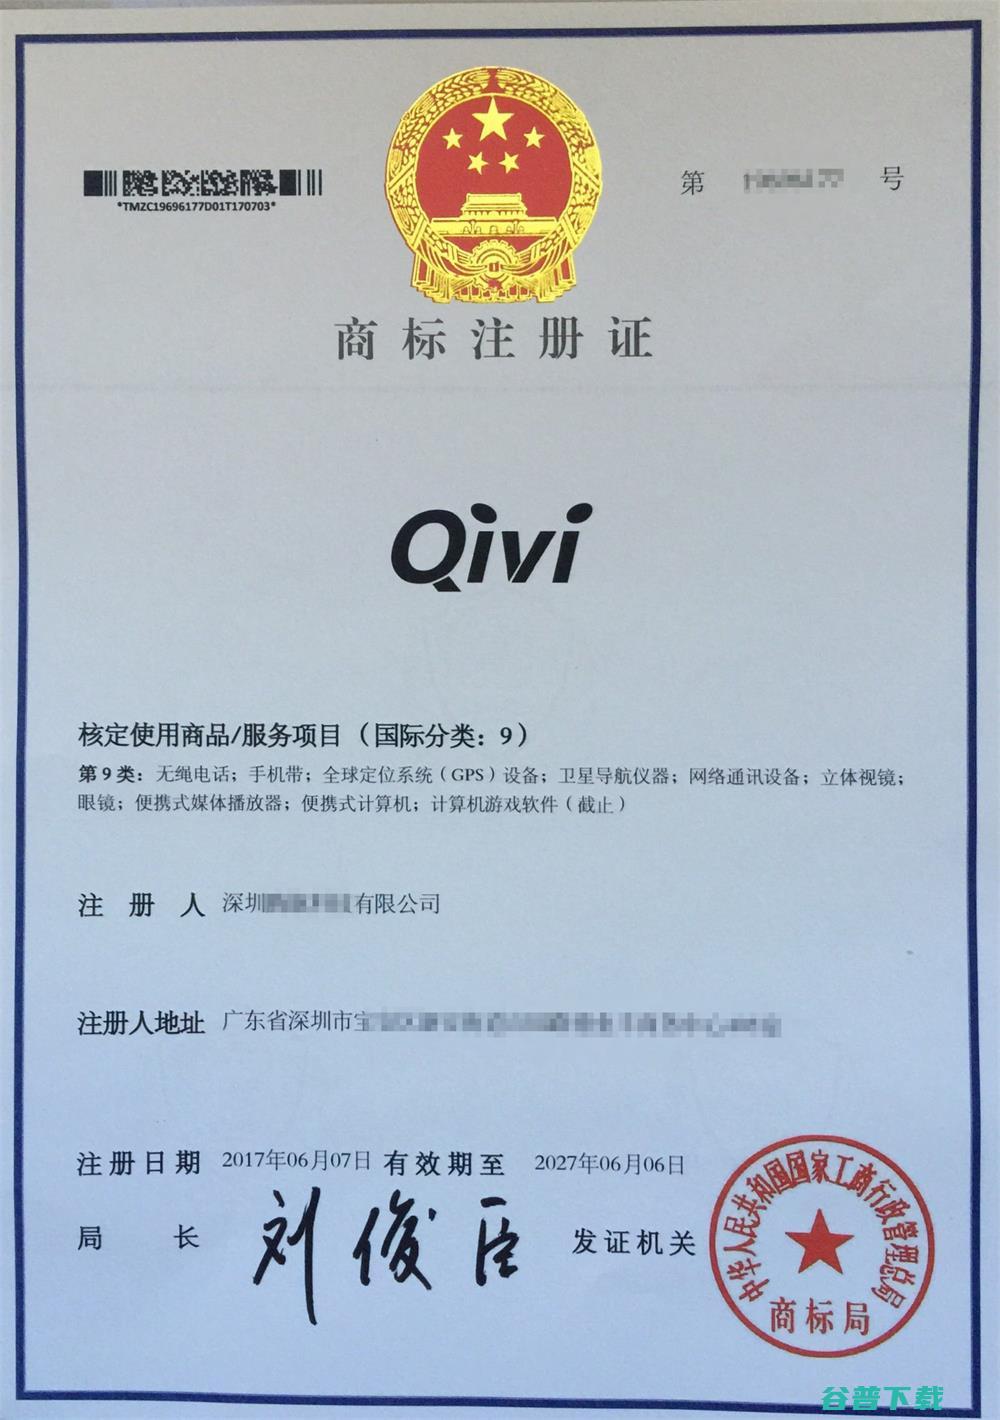 *TMZC19696177D01T170703*
第 号
商标注册证
Qivi
核定使用商品/服务项目（国际分类：9）
第9类：无绳电话；手机带；全球定位系统（GPS）设备；卫星导航仪器；网络通讯设备；立体视镜；
眼镜；便携式媒体播放器；便携式计算机；计算机游戏软件（截止）
注册人 深圳 有限公司
注册人地址 广东省深圳市宝
注册日期 2017年06月07日 有效期至 2027年06月06日
局长 刘俊臣 发证机关
中华人民共和国国家工商行政管理总局
商标局
谷普下载